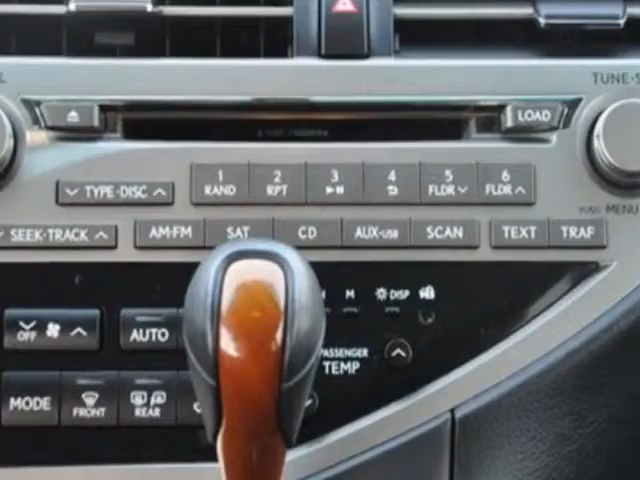 TUNE·S
LOAD
1 RAND 2 RPT 3 4 5 FLDR 6 FLDR
TYPE·DISC
PUSH MENU
SEEK·TRACK AM·FM SAT CD AUX·USB SCAN TEXT TRAF
M DISP
OFF AUTO
PASSENGER
TEMP
MODE FRONT REAR